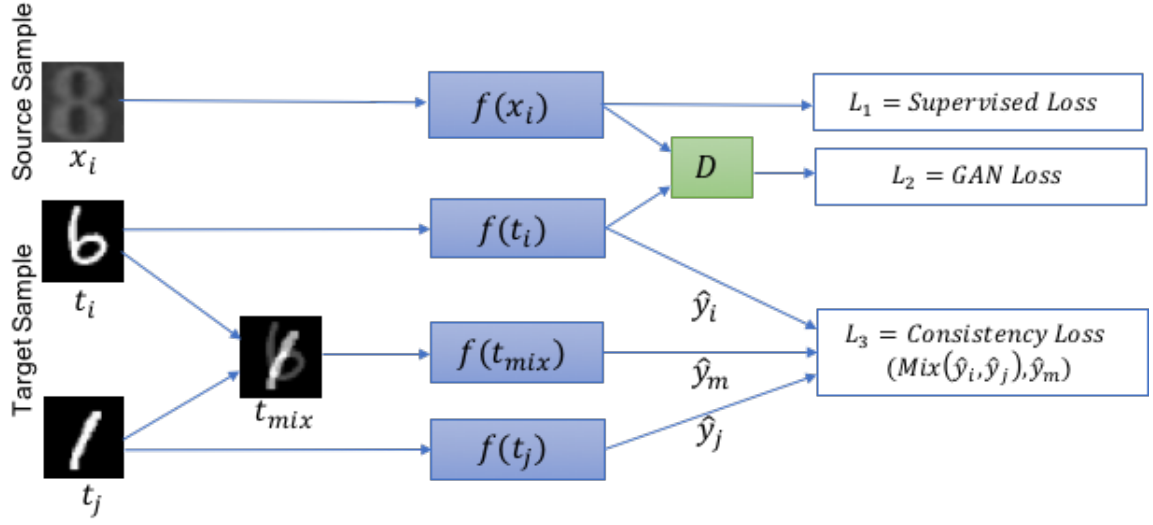 Source Sample
x_i
f(x_i)
L_1 = Supervised Loss
D
L_2 = GAN Loss
Target Sample
t_i
f(t_i)
ŷ_i
t_mix
f(t_mix)
ŷ_m
L_3 = Consistency Loss
(Mix(ŷ_i,ŷ_j),ŷ_m)
t_j
f(t_j)
ŷ_j